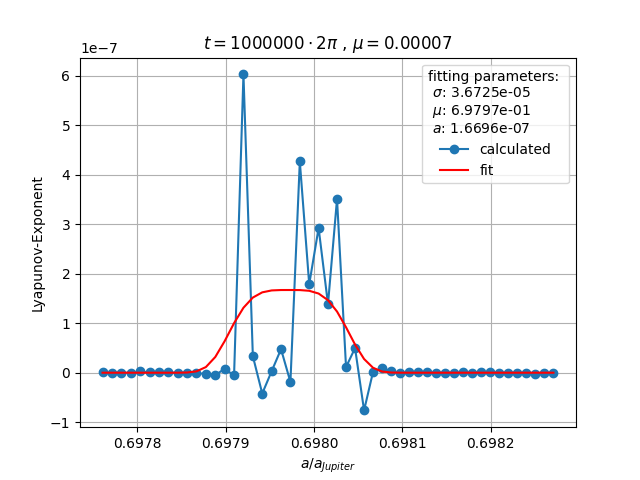 t = 1000000 · 2π , μ = 0.00007
1e−7
fitting parameters:
σ: 3.6725e-05
μ: 6.9797e-01
a: 1.6696e-07
calculated
fit
6
5
4
3
2
1
0
−1
Lyapunov-Exponent
0.6978 0.6979 0.6980 0.6981 0.6982
a/a_Jupiter